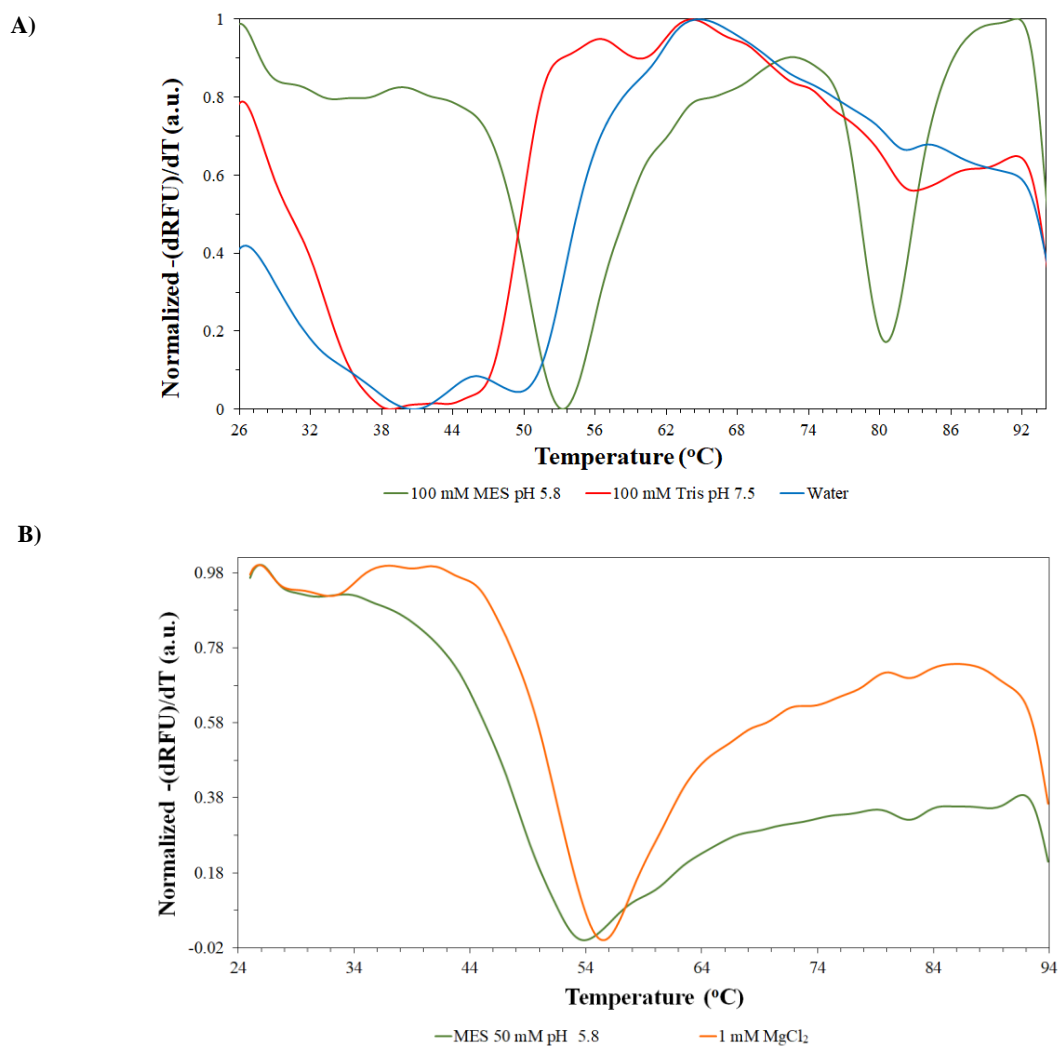 A)
Normalized -(dRFU)/dT (a.u.)
1
0.8
0.6
0.4
0.2
0
26 32 38 44 50 56 62 68 74 80 86 92
Temperature (°C)
100 mM MES pH 5.8 100 mM Tris pH 7.5 Water
B)
Normalized -(dRFU)/dT (a.u.)
0.98
0.78
0.58
0.38
0.18
-0.02
24 34 44 54 64 74 84 94
Temperature (°C)
MES 50 mM pH 5.8 1 mM MgCl₂